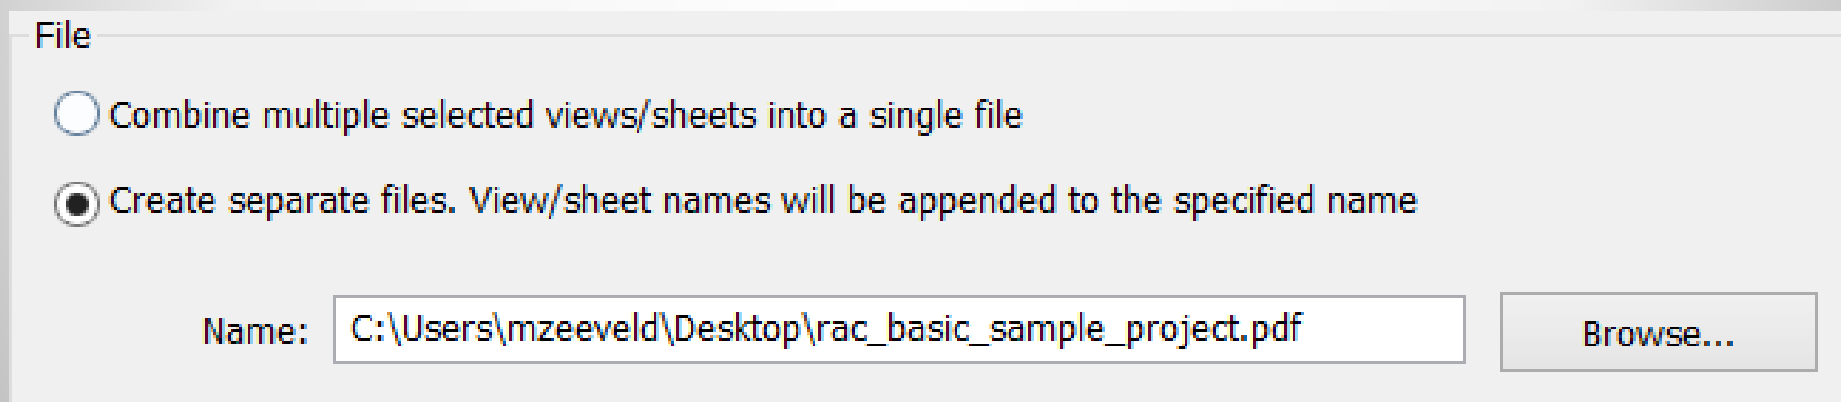 File
Combine multiple selected views/sheets into a single file
Create separate files. View/sheet names will be appended to the specified name
Name: C:\Users\mzeeveld\Desktop\rac_basic_sample_project.pdf Browse...